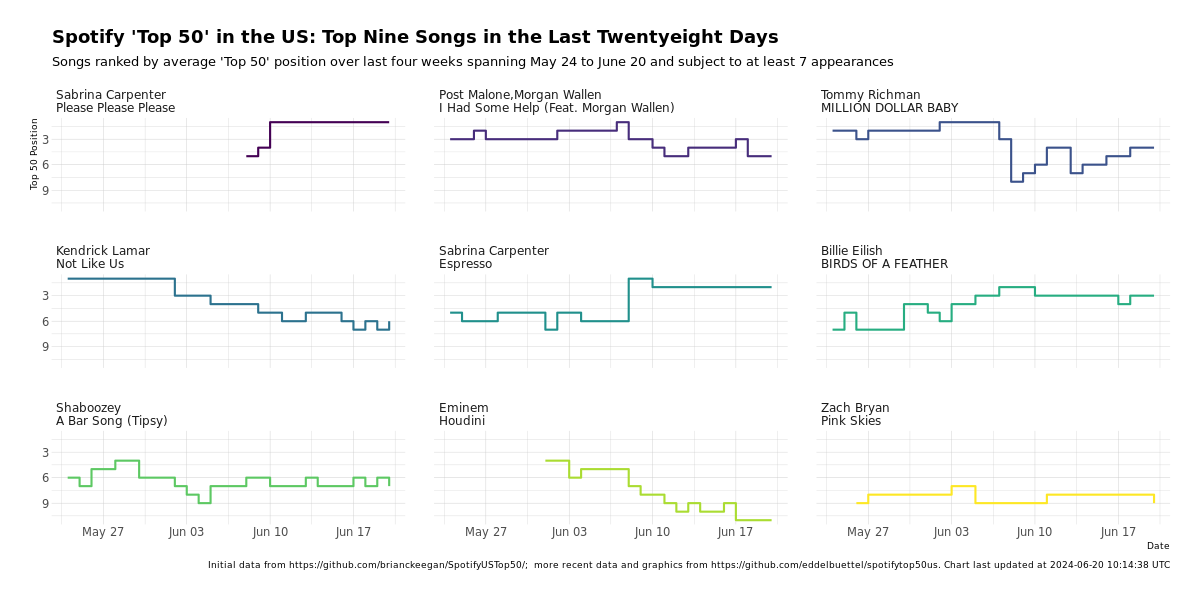 Spotify 'Top 50' in the US: Top Nine Songs in the Last Twentyeight Days
Songs ranked by average 'Top 50' position over last four weeks spanning May 24 to June 20 and subject to at least 7 appearances
Sabrina Carpenter
Please Please Please
Post Malone,Morgan Wallen
I Had Some Help (Feat. Morgan Wallen)
Tommy Richman
MILLION DOLLAR BABY
Top 50 Position
3
6
9
Kendrick Lamar
Not Like Us
Sabrina Carpenter
Espresso
Billie Eilish
BIRDS OF A FEATHER
3
6
9
Shaboozey
A Bar Song (Tipsy)
Eminem
Houdini
Zach Bryan
Pink Skies
3
6
9
May 27 Jun 03 Jun 10 Jun 17 May 27 Jun 03 Jun 10 Jun 17 May 27 Jun 03 Jun 10 Jun 17
Date
Initial data from https://github.com/brianckeegan/SpotifyUSTop50/;  more recent data and graphics from https://github.com/eddelbuettel/spotifytop50us. Chart last updated at 2024-06-20 10:14:38 UTC